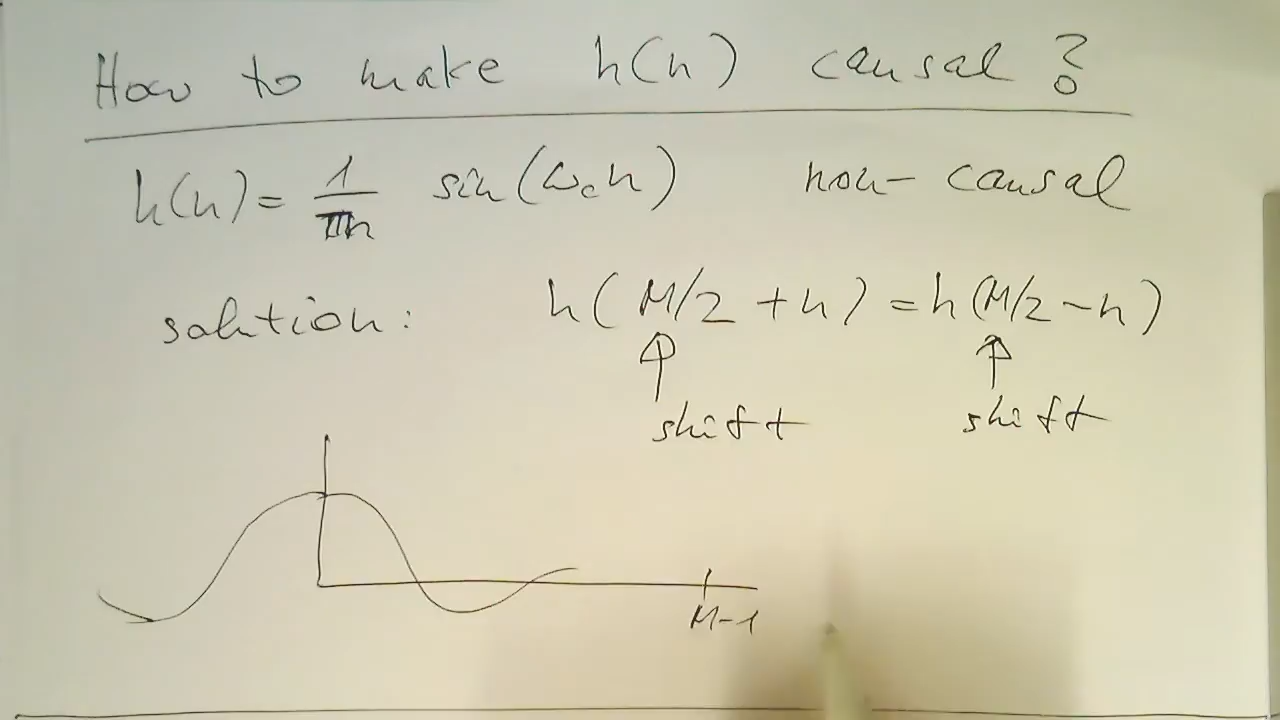 How to make h(n) causal?
h(n) = 1/πn sin(ωcn) non-causal
solution: h(M/2 + n) = h(M/2 - n)
↑ ↑
shift shift
M-1